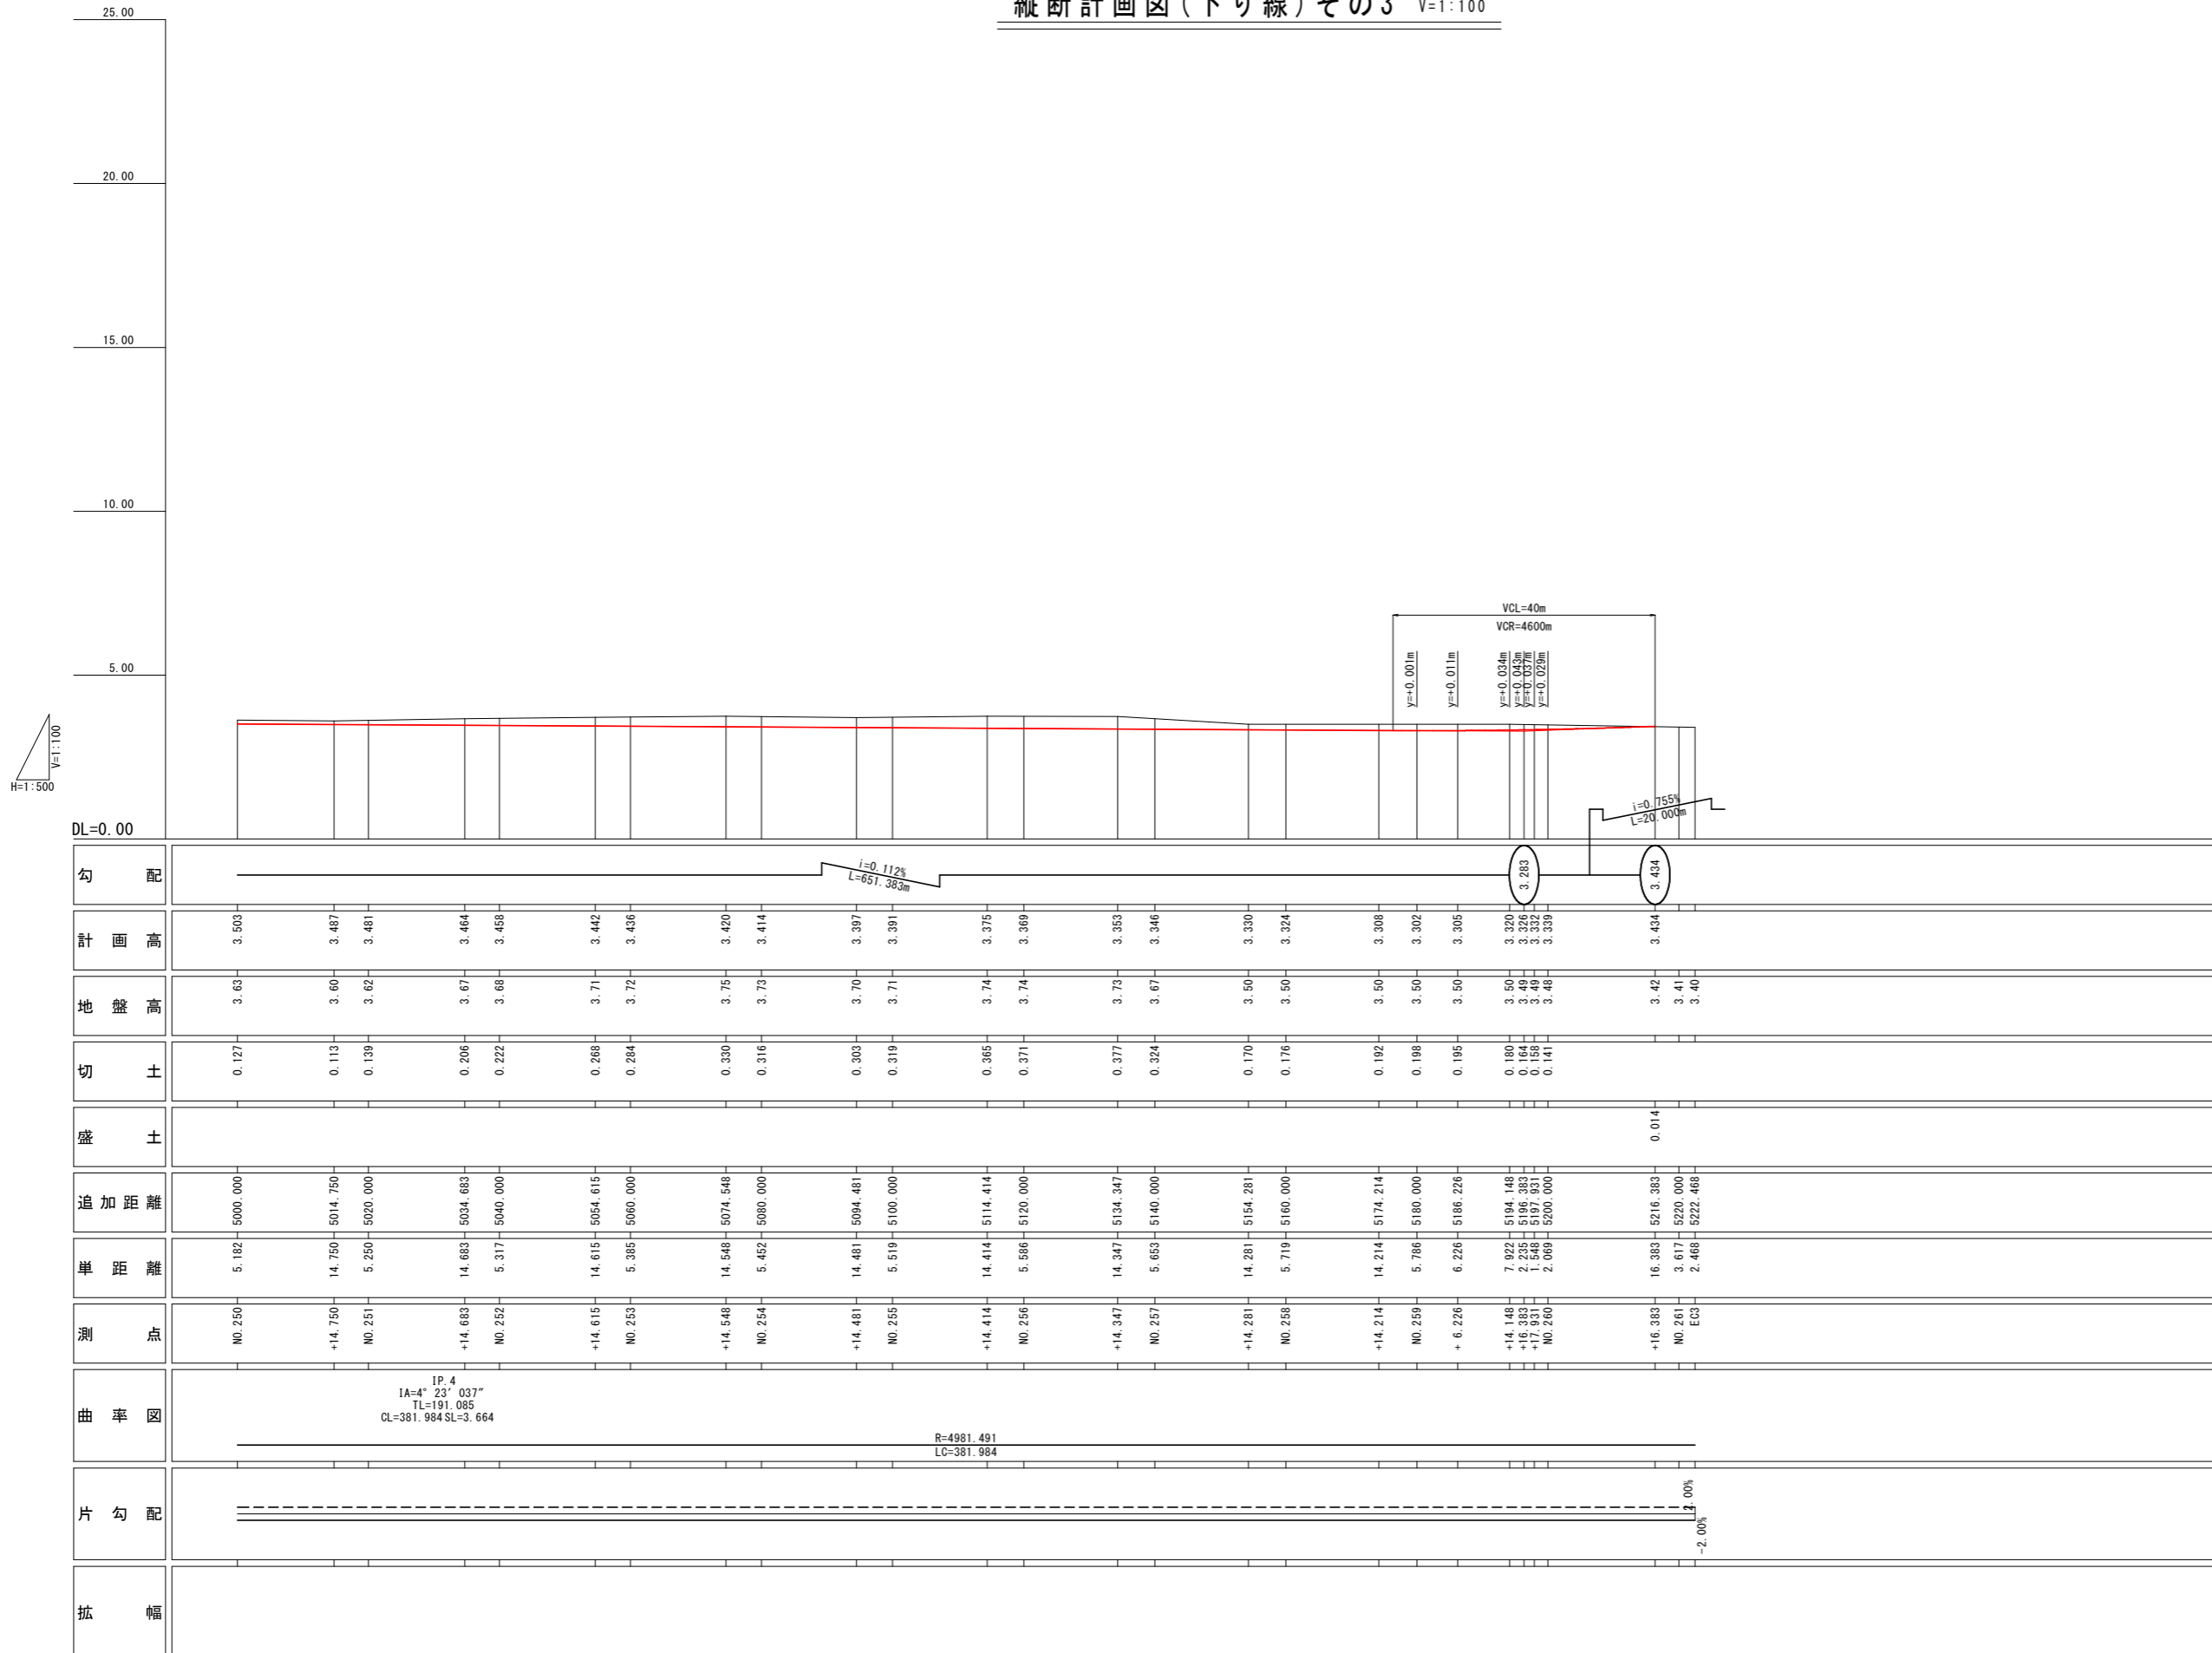 縦断計画図(下り線)その3 V=1:100
25.00
20.00
15.00
10.00
5.00
V=1:100
H=1:500
DL=0.00
VCL=40m
VCR=4600m
y=+0.001m y=+0.011m y=+0.034m y=+0.043m y=+0.037m y=+0.029m
i=0.755%
L=20.000m
勾配 i=0.112% 3.283 3.434
L=651.383m
計画高 3.503 3.487 3.481 3.464 3.458 3.442 3.436 3.420 3.414 3.397 3.391 3.375 3.369 3.353 3.346 3.330 3.324 3.308 3.302 3.305 3.320 3.326 3.332 3.339 3.434
地盤高 3.63 3.60 3.62 3.67 3.68 3.71 3.72 3.75 3.73 3.70 3.71 3.74 3.74 3.73 3.67 3.50 3.50 3.50 3.50 3.50 3.50 3.49 3.49 3.48 3.42 3.41 3.40
切土 0.127 0.113 0.139 0.206 0.222 0.268 0.284 0.330 0.316 0.303 0.319 0.365 0.371 0.377 0.324 0.170 0.176 0.192 0.198 0.195 0.180 0.164 0.158 0.141
盛土 0.014
追加距離 5000.000 5014.750 5020.000 5034.683 5040.000 5054.615 5060.000 5074.548 5080.000 5094.481 5100.000 5114.414 5120.000 5134.347 5140.000 5154.281 5160.000 5174.214 5180.000 5186.226 5194.148 5196.383 5197.931 5200.000 5216.383 5220.000 5222.468
単距離 5.182 14.750 5.250 14.683 5.317 14.615 5.385 14.548 5.452 14.481 5.519 14.414 5.586 14.347 5.653 14.281 5.719 14.214 5.786 6.226 7.922 2.235 1.548 2.069 16.383 3.617 2.468
測点 NO.250 +14.750 NO.251 +14.683 NO.252 +14.615 NO.253 +14.548 NO.254 +14.481 NO.255 +14.414 NO.256 +14.347 NO.257 +14.281 NO.258 +14.214 NO.259 + 6.226 +14.148 +16.383 +17.931 NO.260 +16.383 NO.261 EC3
曲率図
IP.4
IA=4° 23′ 037″
TL=191.085
CL=381.984 SL=3.664
R=4981.491
LC=381.984
片勾配 2.00%
-2.00%
拡幅